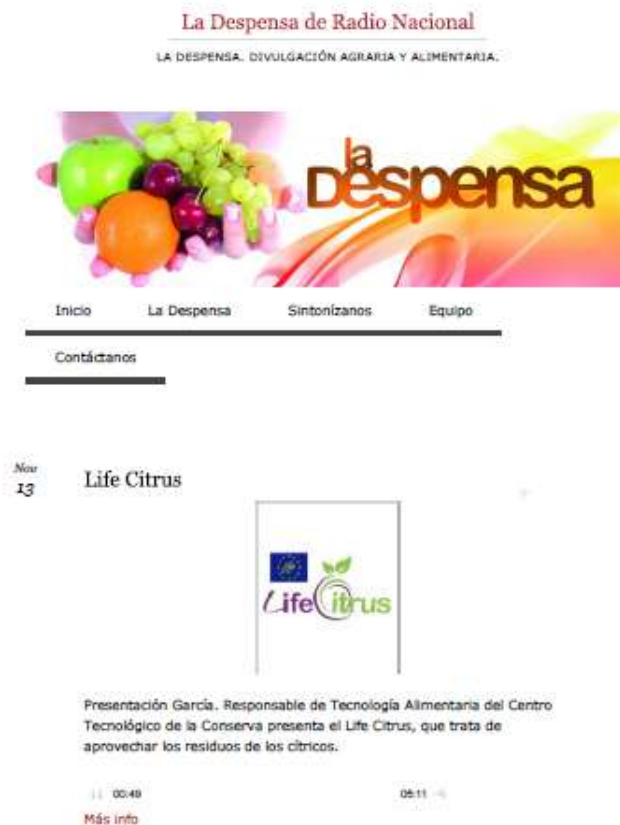 La Despensa de Radio Nacional
LA DESPENSA. DIVULGACIÓN AGRARIA Y ALIMENTARIA.
la
Despensa
Inicio La Despensa Sintonízanos Equipo
Contáctanos
Nov
13
Life Citrus
Life Citrus
Presentación García. Responsable de Tecnología Alimentaria del Centro
Tecnológico de la Conserva presenta el Life Citrus, que trata de
aprovechar los residuos de los cítricos.
00:49 05:11
Más info